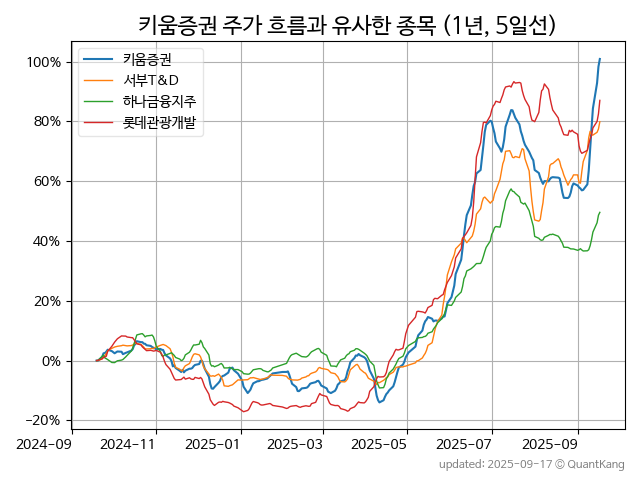 키움증권 주가 흐름과 유사한 종목 (1년, 5일선)
키움증권
서부T&D
하나금융지주
롯데관광개발
100%
80%
60%
40%
20%
0%
−20%
2024-09
2024-11
2025-01
2025-03
2025-05
2025-07
2025-09
updated: 2025-09-17 © QuantKang